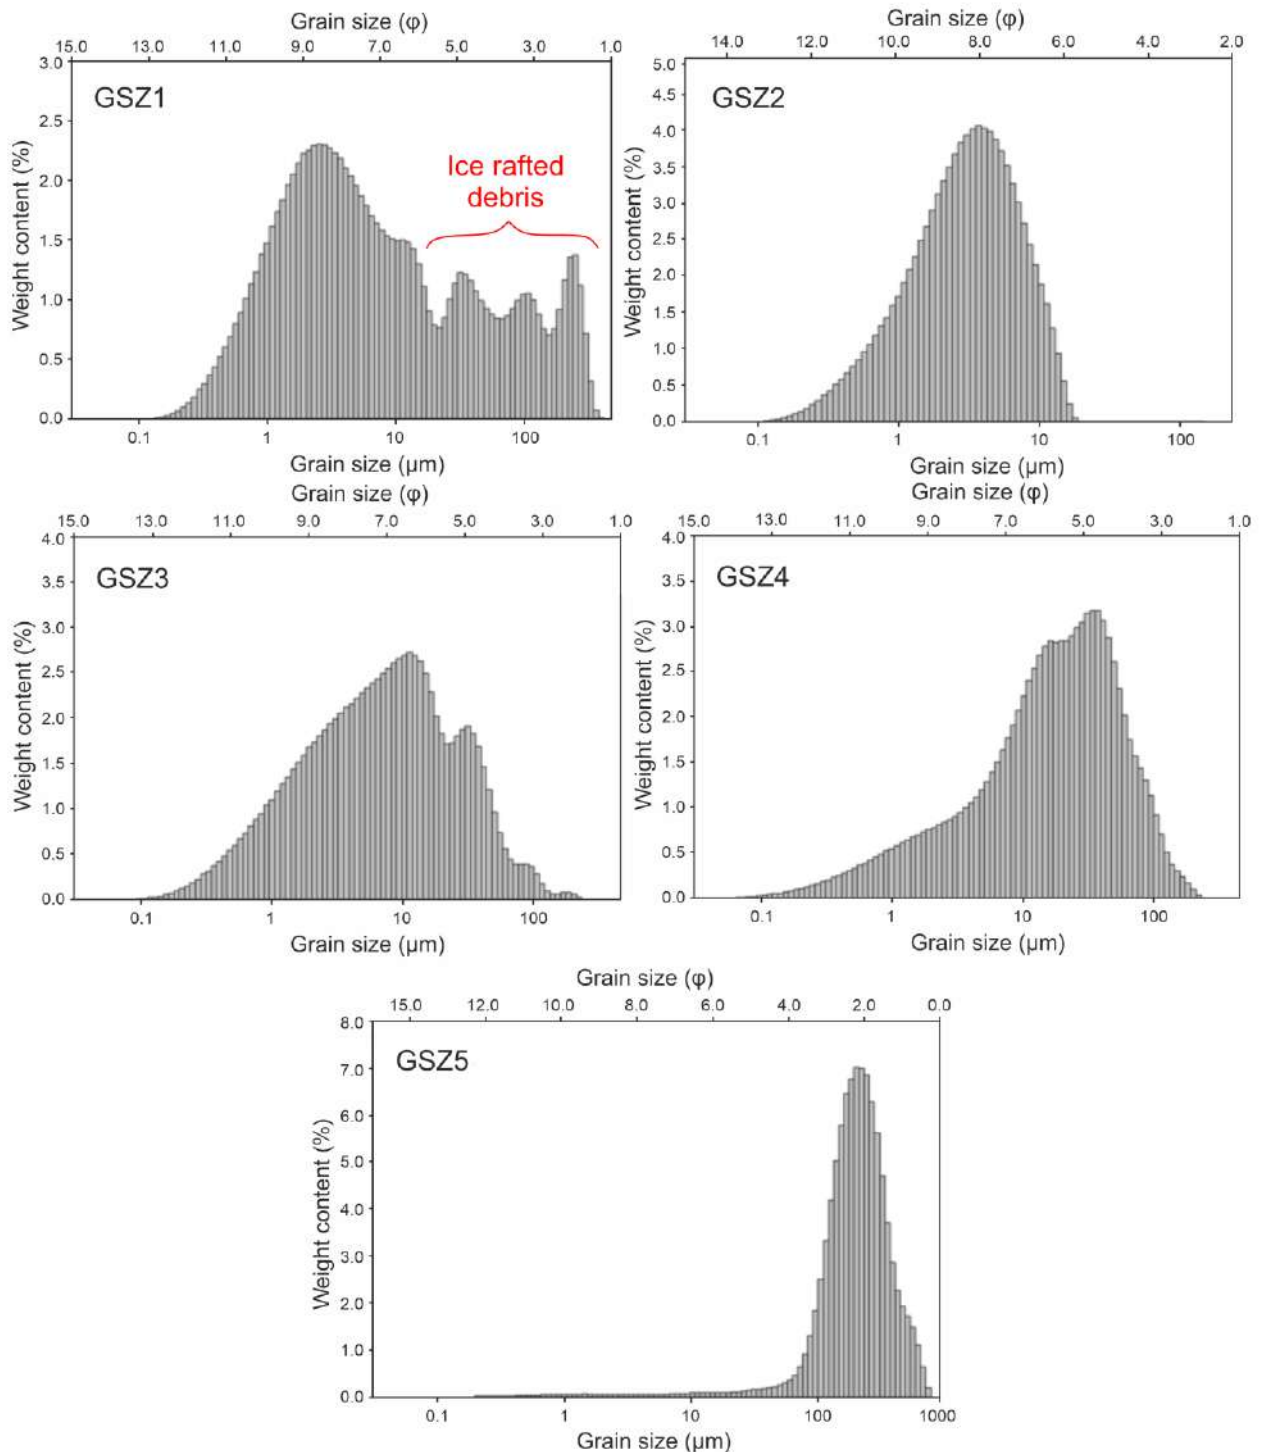 Grain size (φ)
15.0 13.0 11.0 9.0 7.0 5.0 3.0 1.0
GSZ1
Ice rafted
debris
Weight content (%)
3.0
2.5
2.0
1.5
1.0
0.5
0.0
0.1 1 10 100
Grain size (μm)
Grain size (φ)
14.0 12.0 10.0 8.0 6.0 4.0 2.0
GSZ2
Weight content (%)
5.0
4.5
4.0
3.5
3.0
2.5
2.0
1.5
1.0
0.5
0.0
0.1 1 10 100
Grain size (μm)
Grain size (φ)
15.0 13.0 11.0 9.0 7.0 5.0 3.0 1.0
GSZ3
Weight content (%)
4.0
3.5
3.0
2.5
2.0
1.5
1.0
0.5
0.0
0.1 1 10 100
Grain size (μm)
Grain size (φ)
15.0 13.0 11.0 9.0 7.0 5.0 3.0 1.0
GSZ4
Weight content (%)
4.0
3.5
3.0
2.5
2.0
1.5
1.0
0.5
0.0
0.1 1 10 100
Grain size (μm)
Grain size (φ)
15.0 12.0 10.0 8.0 6.0 4.0 2.0 0.0
GSZ5
Weight content (%)
8.0
7.0
6.0
5.0
4.0
3.0
2.0
1.0
0.0
0.1 1 10 100 1000
Grain size (μm)